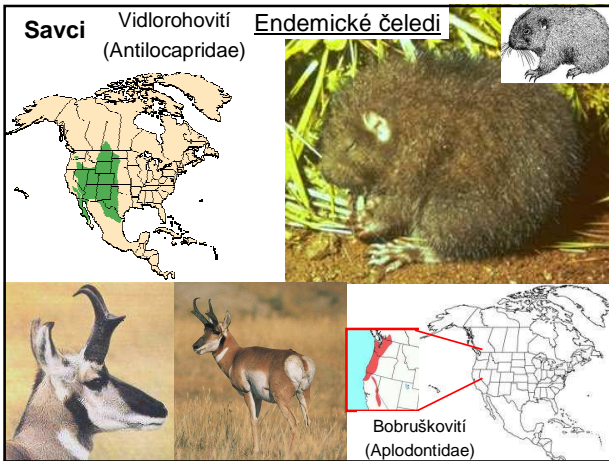 Savci
Vidlorohovití
(Antilocapridae)
Endemické čeledi
Bobruškovití
(Aplodontidae)